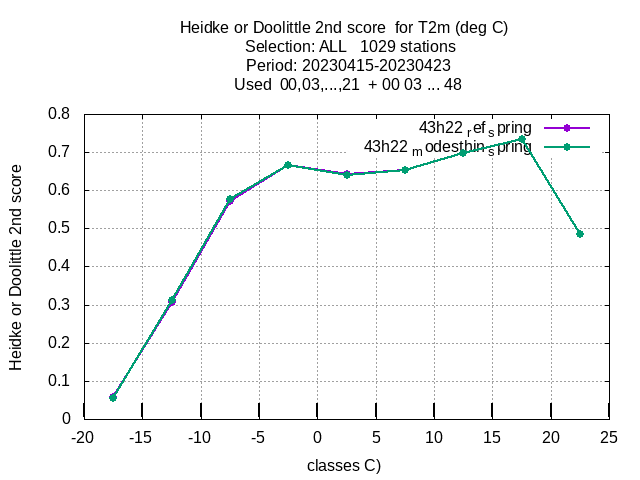 Heidke or Doolittle 2nd score  for T2m (deg C)
Selection: ALL   1029 stations
Period: 20230415-20230423
Used  00,03,...,21  + 00 03 ... 48
43h22 ref spring
43h22 modesthin spring
Heidke or Doolittle 2nd score
0.8
0.7
0.6
0.5
0.4
0.3
0.2
0.1
0
-20 -15 -10 -5 0 5 10 15 20 25
classes C)